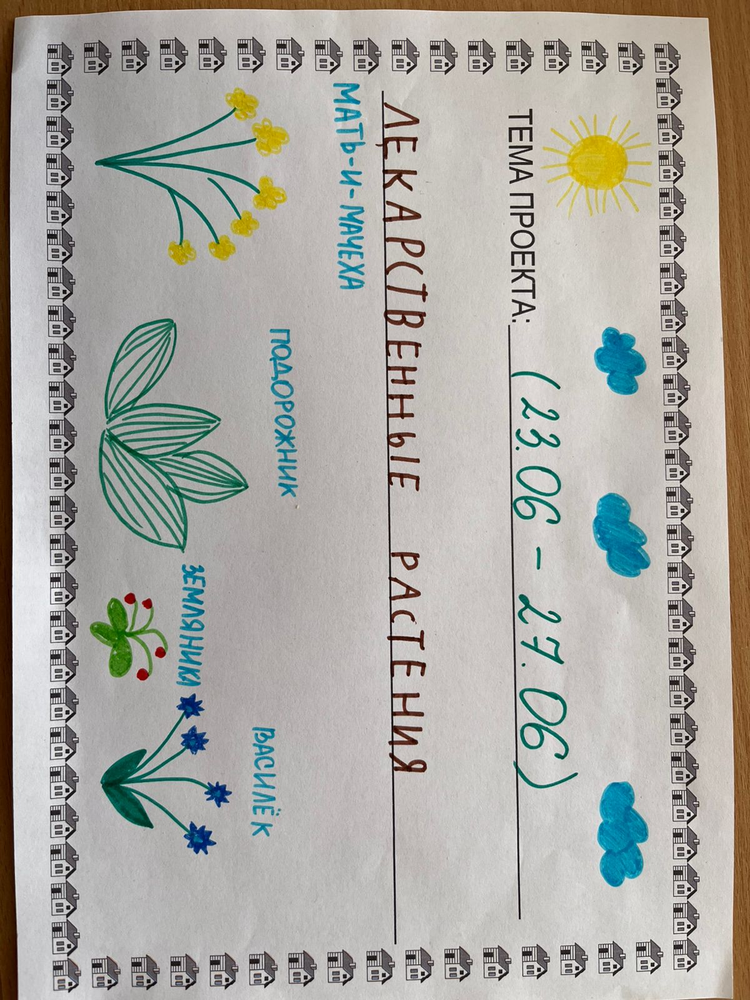 ТЕМА ПРОЕКТА: (23.06 - 27.06)
ЛЕКАРСТВЕННЫЕ РАСТЕНИЯ
МАТЬ-И-МАЧЕХА
ПОДОРОЖНИК
ЗЕМЛЯНИКА
ВАСИЛЁК